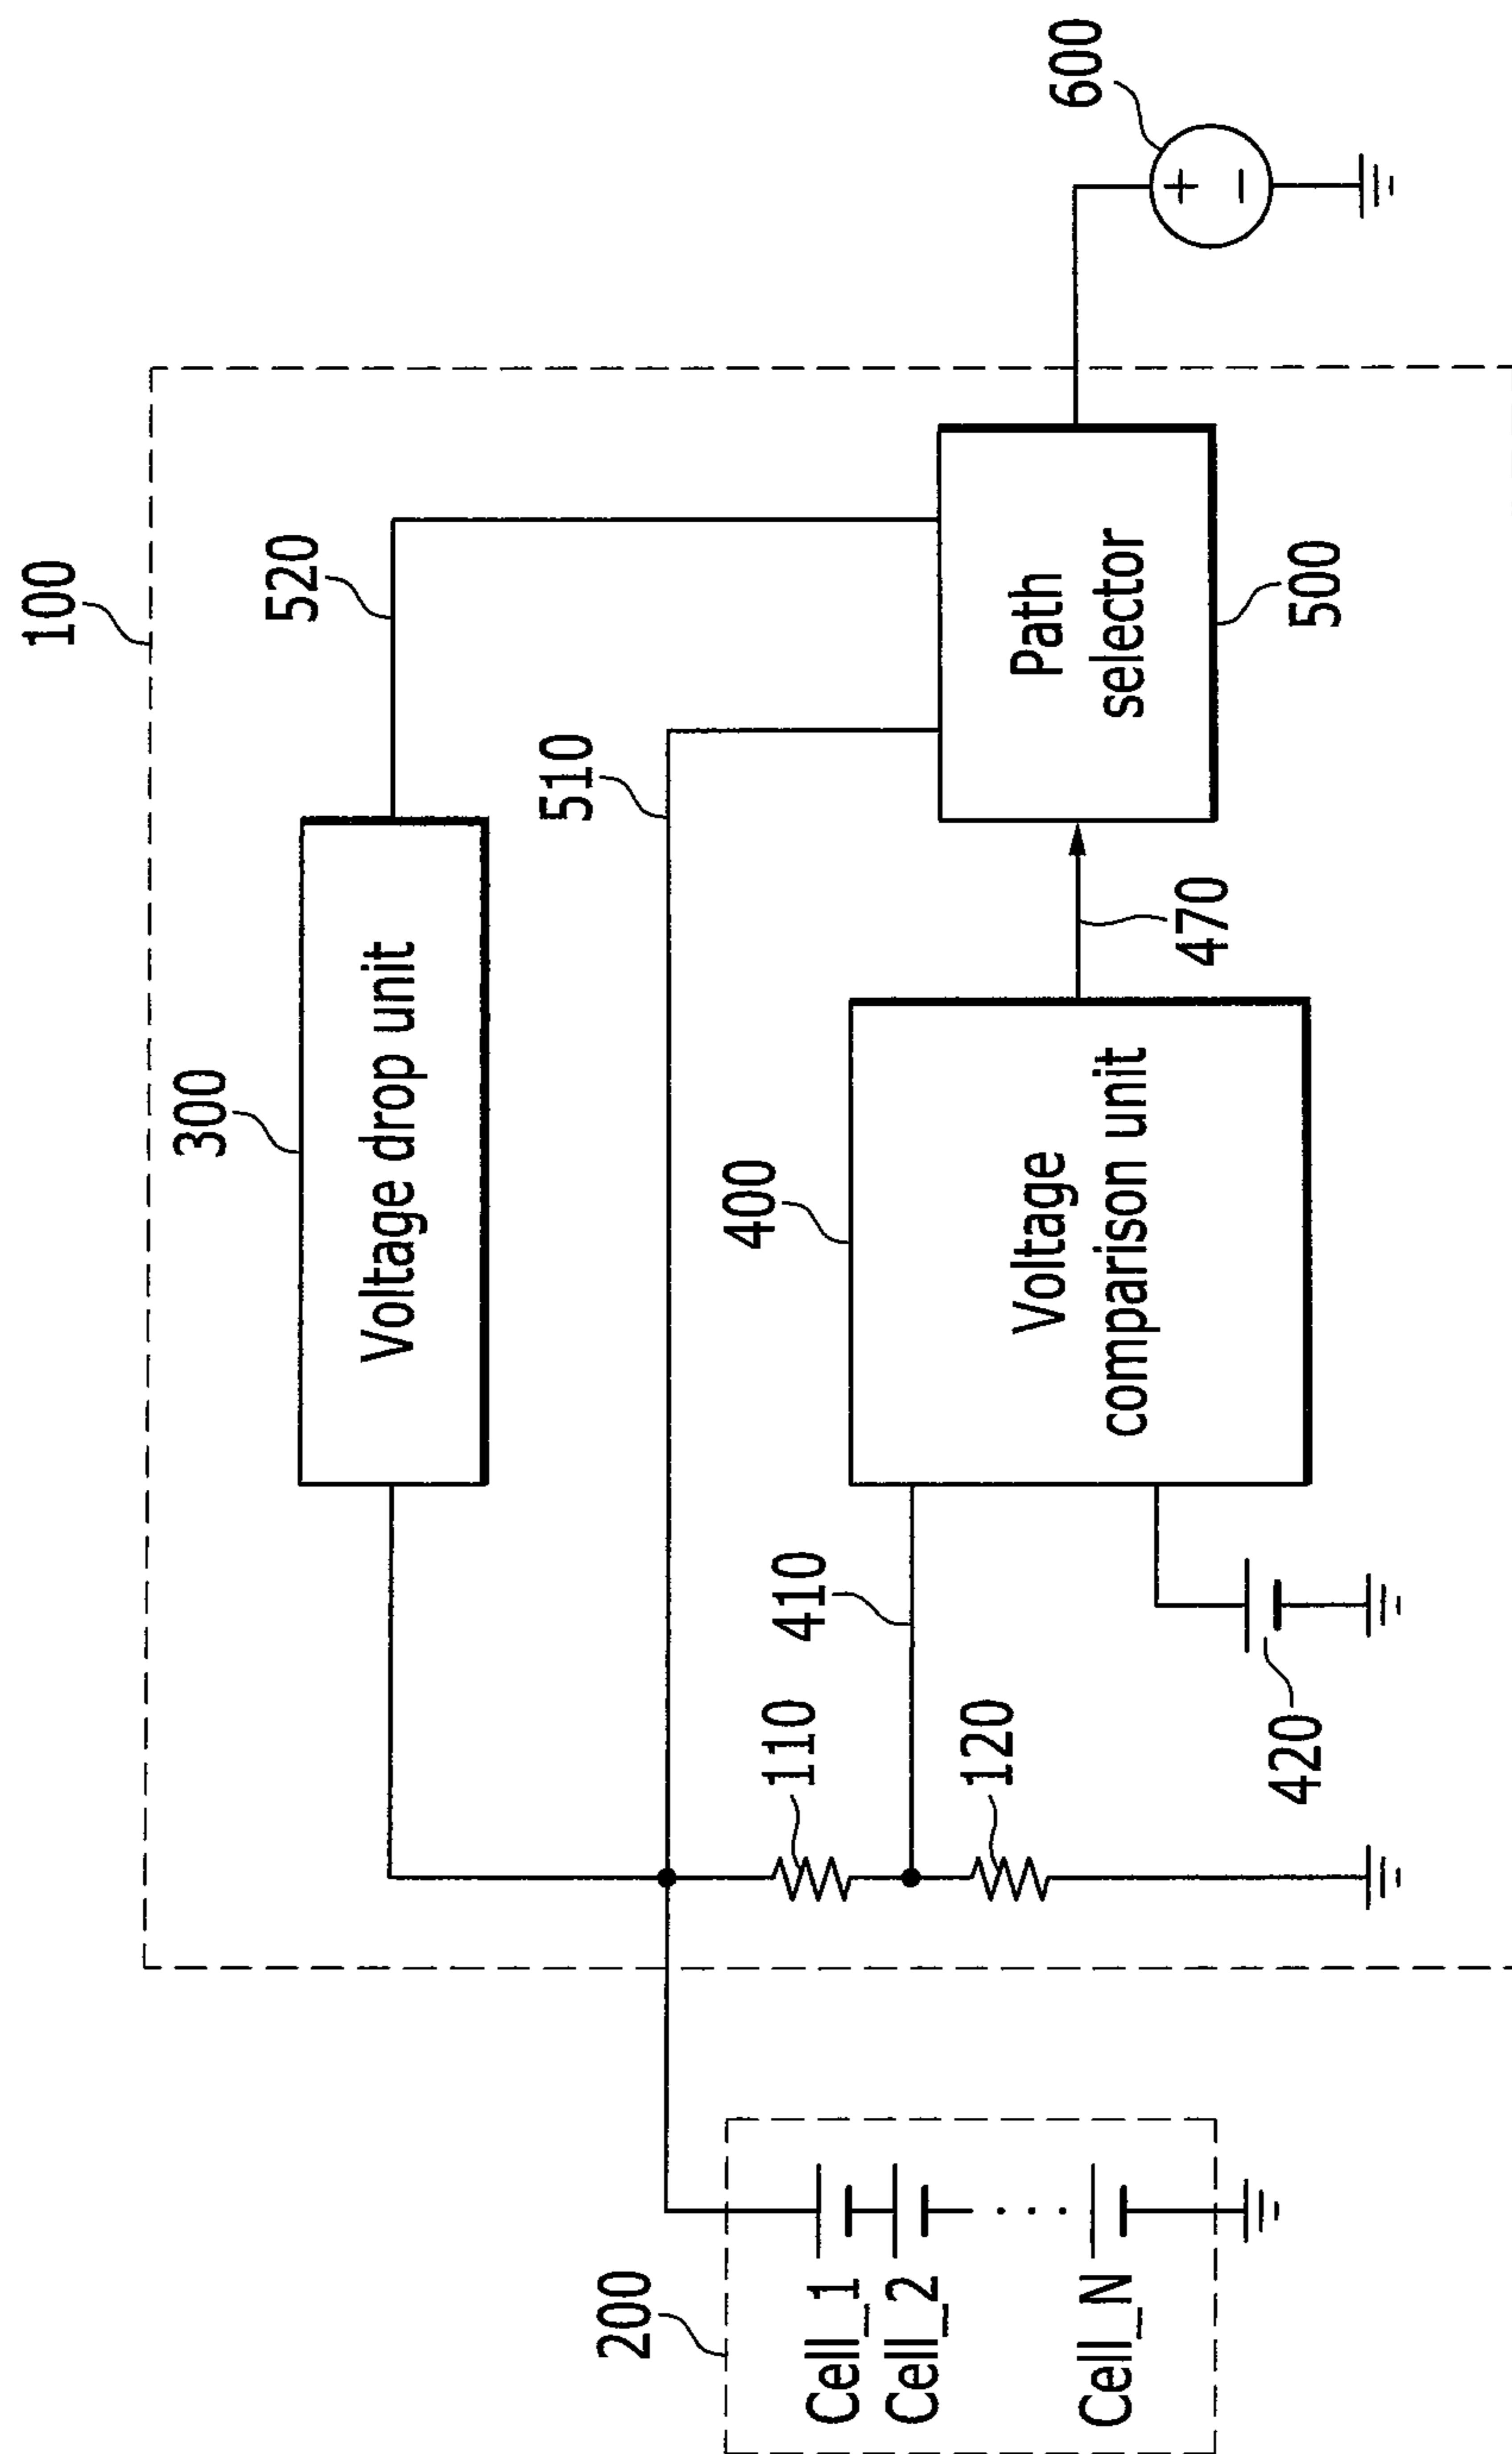 100
300
Voltage drop unit
520
510
400
Voltage
comparison unit
410
110
120
420
470
Path
selector
500
600
+
−
200
Cell_1
Cell_2
Cell_N